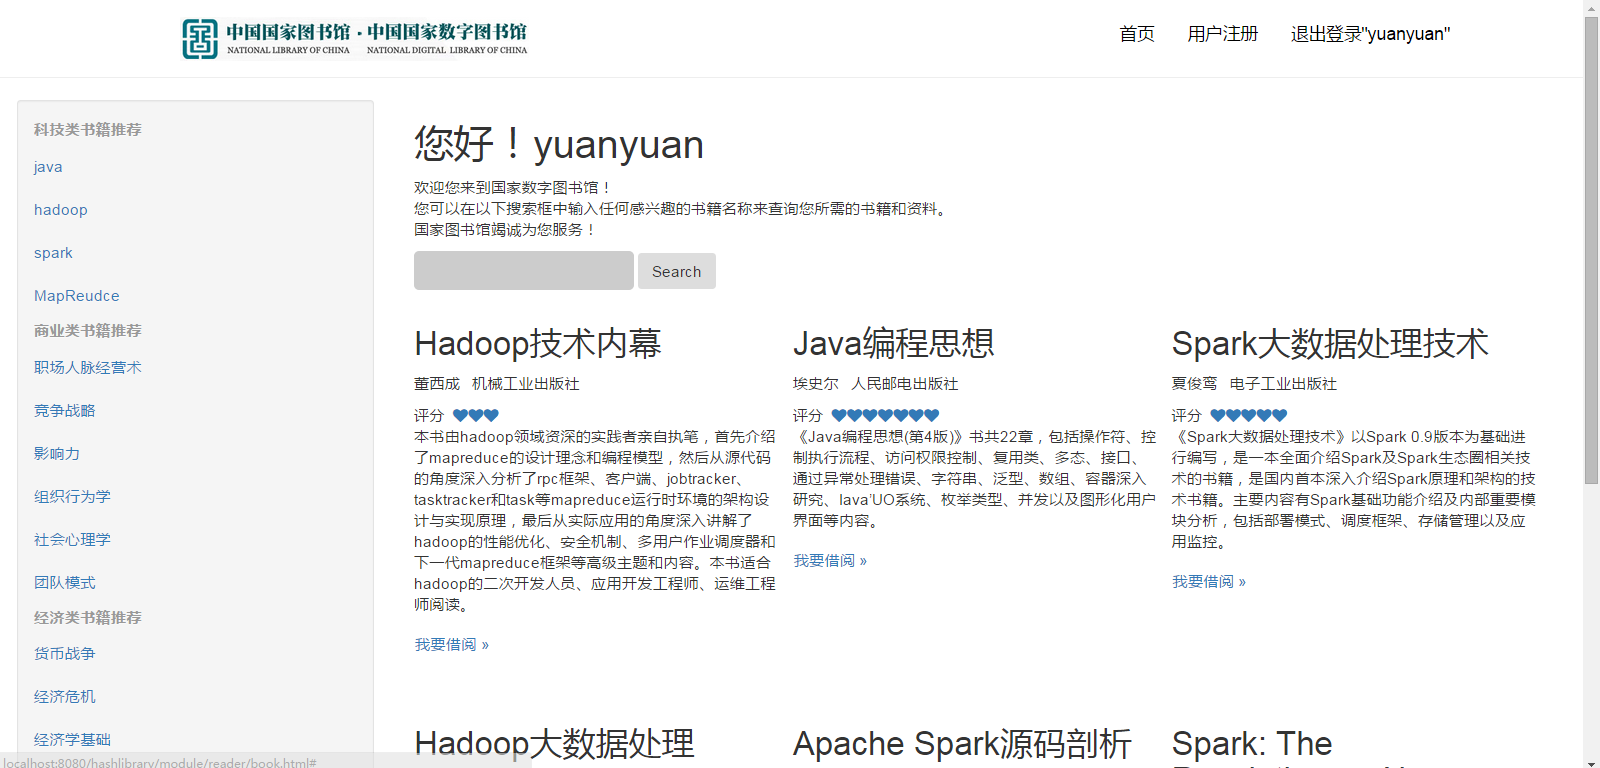 中国国家图书馆·中国国家数字图书馆
NATIONAL LIBRARY OF CHINA NATIONAL DIGITAL LIBRARY OF CHINA
首页 用户注册 退出登录"yuanyuan"
科技类书籍推荐
java
hadoop
spark
MapReudce
商业类书籍推荐
职场人脉经营术
竞争战略
影响力
组织行为学
社会心理学
团队模式
经济类书籍推荐
货币战争
经济危机
经济学基础
您好！yuanyuan
欢迎您来到国家数字图书馆！
您可以在以下搜索框中输入任何感兴趣的书籍名称来查询您所需的书籍和资料。
国家图书馆竭诚为您服务！
Search
Hadoop技术内幕
董西成 机械工业出版社
评分
本书由hadoop领域资深的实践者亲自执笔，首先介绍
了mapreduce的设计理念和编程模型，然后从源代码
的角度深入分析了rpc框架、客户端、jobtracker、
tasktracker和task等mapreduce运行时环境的架构设
计与实现原理，最后从实际应用的角度深入讲解了
hadoop的性能优化、安全机制、多用户作业调度器和
下一代mapreduce框架等高级主题和内容。本书适合
hadoop的二次开发人员、应用开发工程师、运维工程
师阅读。
我要借阅 »
Java编程思想
埃史尔 人民邮电出版社
评分
《Java编程思想(第4版)》书共22章，包括操作符、控
制执行流程、访问权限控制、复用类、多态、接口、
通过异常处理错误、字符串、泛型、数组、容器深入
研究、Iava'UO系统、枚举类型、并发以及图形化用户
界面等内容。
我要借阅 »
Spark大数据处理技术
夏俊鸾 电子工业出版社
评分
《Spark大数据处理技术》以Spark 0.9版本为基础进
行编写，是一本全面介绍Spark及Spark生态圈相关技
术的书籍，是国内首本深入介绍Spark原理和架构的技
术书籍。主要内容有Spark基础功能介绍及内部重要模
块分析，包括部署模式、调度框架、存储管理以及应
用监控。
我要借阅 »
Hadoop大数据处理
Apache Spark源码剖析
Spark: The
localhost:8080/hashlibrary/module/reader/book.html#